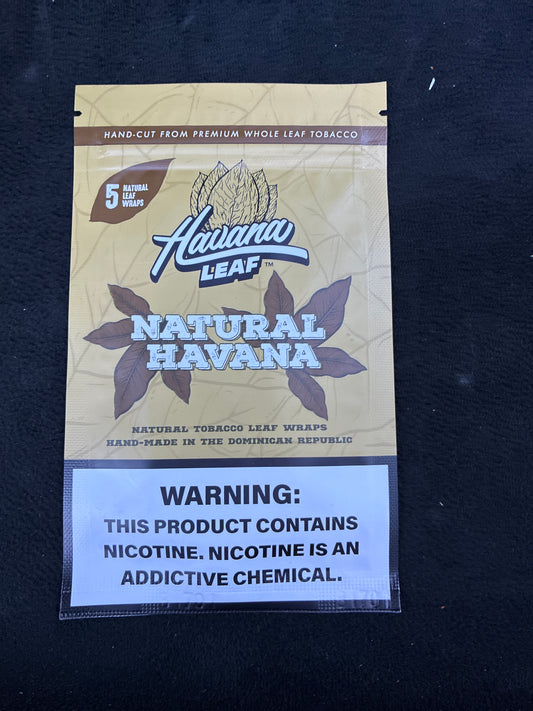 HAND-CUT FROM PREMIUM WHOLE LEAF TOBACCO
5 NATURAL
LEAF
WRAPS
Havana
LEAF™
NATURAL
HAVANA
NATURAL TOBACCO LEAF WRAPS
HAND-MADE IN THE DOMINICAN REPUBLIC
WARNING:
THIS PRODUCT CONTAINS
NICOTINE. NICOTINE IS AN
ADDICTIVE CHEMICAL.